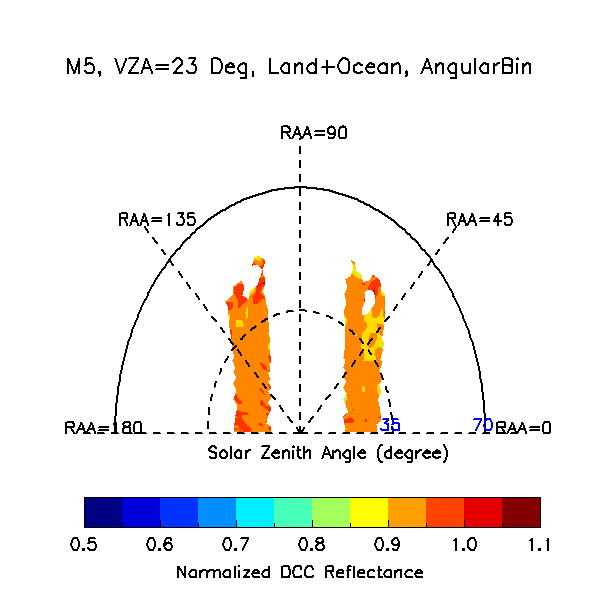 M5, VZA=23 Deg, Land+Ocean, AngularBin
RAA=90
RAA=135 RAA=45
RAA=180 35 70 RAA=0
Solar Zenith Angle (degree)
0.5 0.6 0.7 0.8 0.9 1.0 1.1
Normalized DCC Reflectance